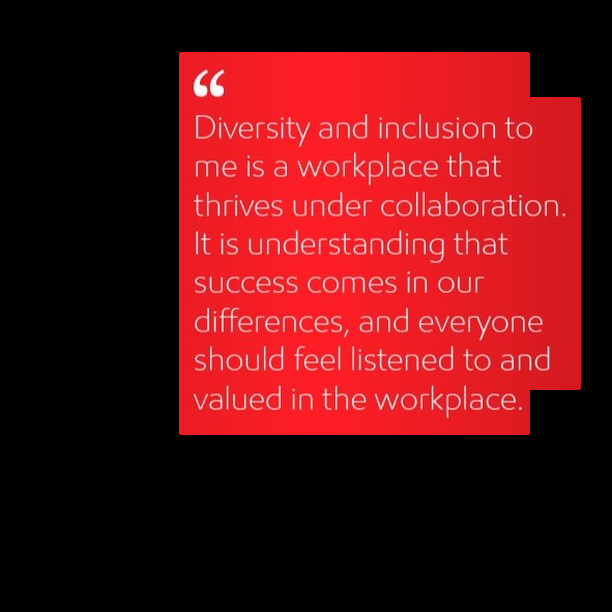 “
Diversity and inclusion to
me is a workplace that
thrives under collaboration.
It is understanding that
success comes in our
differences, and everyone
should feel listened to and
valued in the workplace.